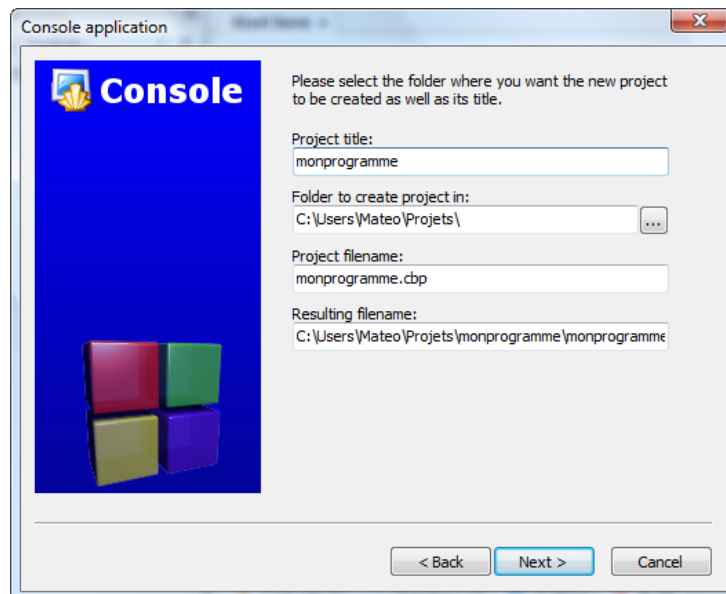 Console application
Console
Please select the folder where you want the new project
to be created as well as its title.
Project title:
monprogramme
Folder to create project in:
C:\Users\Mateo\Projets\
...
Project filename:
monprogramme.cbp
Resulting filename:
C:\Users\Mateo\Projets\monprogramme\monprogramme
< Back
Next >
Cancel